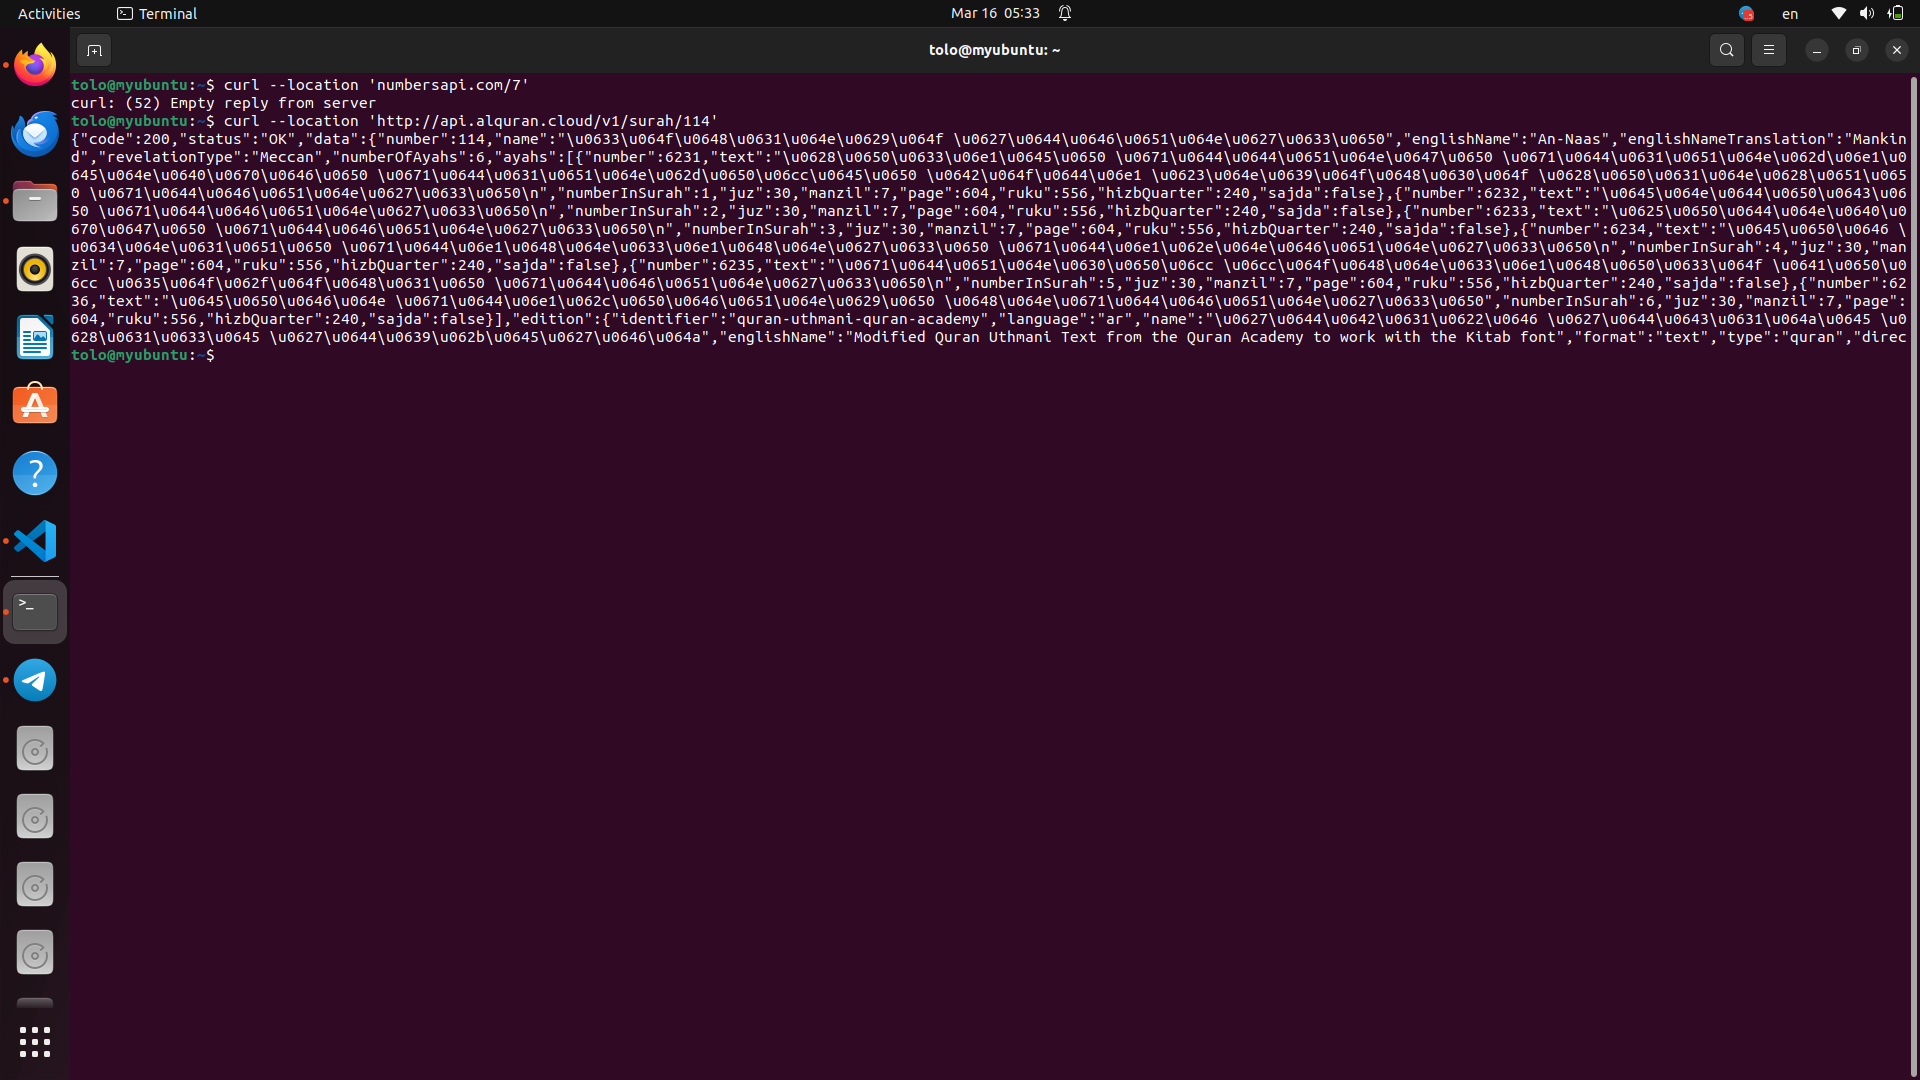 Activities
Terminal
Mar 16 05:33
en
tolo@myubuntu: ~
tolo@myubuntu:~$ curl --location 'numbersapi.com/7'
curl: (52) Empty reply from server
tolo@myubuntu:~$ curl --location 'http://api.alquran.cloud/v1/surah/114'
{"code":200,"status":"OK","data":{"number":114,"name":"\u0633\u064f\u0648\u0631\u064e\u0629\u064f \u0627\u0644\u0646\u0651\u064e\u0627\u0633\u0650","englishName":"An-Naas","englishNameTranslation":"Mankin
d","revelationType":"Meccan","numberOfAyahs":6,"ayahs":[{"number":6231,"text":"\u0628\u0650\u0633\u06e1\u0645\u0650 \u0671\u0644\u0644\u0651\u064e\u0647\u0650 \u0671\u0644\u0631\u0651\u064e\u062d\u06e1\u0
645\u064e\u0640\u0670\u0646\u0650 \u0671\u0644\u0631\u0651\u064e\u062d\u0650\u06cc\u0645\u0650 \u0642\u064f\u0644\u06e1 \u0623\u064e\u0639\u064f\u0648\u0630\u064f \u0628\u0650\u0631\u064e\u0628\u0651\u065
0 \u0671\u0644\u0646\u0651\u064e\u0627\u0633\u0650\n","numberInSurah":1,"juz":30,"manzil":7,"page":604,"ruku":556,"hizbQuarter":240,"sajda":false},{"number":6232,"text":"\u0645\u064e\u0644\u0650\u0643\u06
50 \u0671\u0644\u0646\u0651\u064e\u0627\u0633\u0650\n","numberInSurah":2,"juz":30,"manzil":7,"page":604,"ruku":556,"hizbQuarter":240,"sajda":false},{"number":6233,"text":"\u0625\u0650\u0644\u064e\u0640\u0
670\u0647\u0650 \u0671\u0644\u0646\u0651\u064e\u0627\u0633\u0650\n","numberInSurah":3,"juz":30,"manzil":7,"page":604,"ruku":556,"hizbQuarter":240,"sajda":false},{"number":6234,"text":"\u0645\u0650\u0646 \
u0634\u064e\u0631\u0651\u0650 \u0671\u0644\u06e1\u0648\u064e\u0633\u06e1\u0648\u064e\u0627\u0633\u0650 \u0671\u0644\u06e1\u062e\u064e\u0646\u0651\u064e\u0627\u0633\u0650\n","numberInSurah":4,"juz":30,"man
zil":7,"page":604,"ruku":556,"hizbQuarter":240,"sajda":false},{"number":6235,"text":"\u0671\u0644\u0651\u064e\u0630\u0650\u06cc \u06cc\u064f\u0648\u064e\u0633\u06e1\u0648\u0650\u0633\u064f \u0641\u0650\u0
6cc \u0635\u064f\u062f\u064f\u0648\u0631\u0650 \u0671\u0644\u0646\u0651\u064e\u0627\u0633\u0650\n","numberInSurah":5,"juz":30,"manzil":7,"page":604,"ruku":556,"hizbQuarter":240,"sajda":false},{"number":62
36,"text":"\u0645\u0650\u0646\u064e \u0671\u0644\u06e1\u062c\u0650\u0646\u0651\u064e\u0629\u0650 \u0648\u064e\u0671\u0644\u0646\u0651\u064e\u0627\u0633\u0650","numberInSurah":6,"juz":30,"manzil":7,"page":
604,"ruku":556,"hizbQuarter":240,"sajda":false}],"edition":{"identifier":"quran-uthmani-quran-academy","language":"ar","name":"\u0627\u0644\u0642\u0631\u0622\u0646 \u0627\u0644\u0643\u0631\u064a\u0645 \u0
628\u0631\u0633\u0645 \u0627\u0644\u0639\u062b\u0645\u0627\u0646\u064a","englishName":"Modified Quran Uthmani Text from the Quran Academy to work with the Kitab font","format":"text","type":"quran","direc
tolo@myubuntu:~$